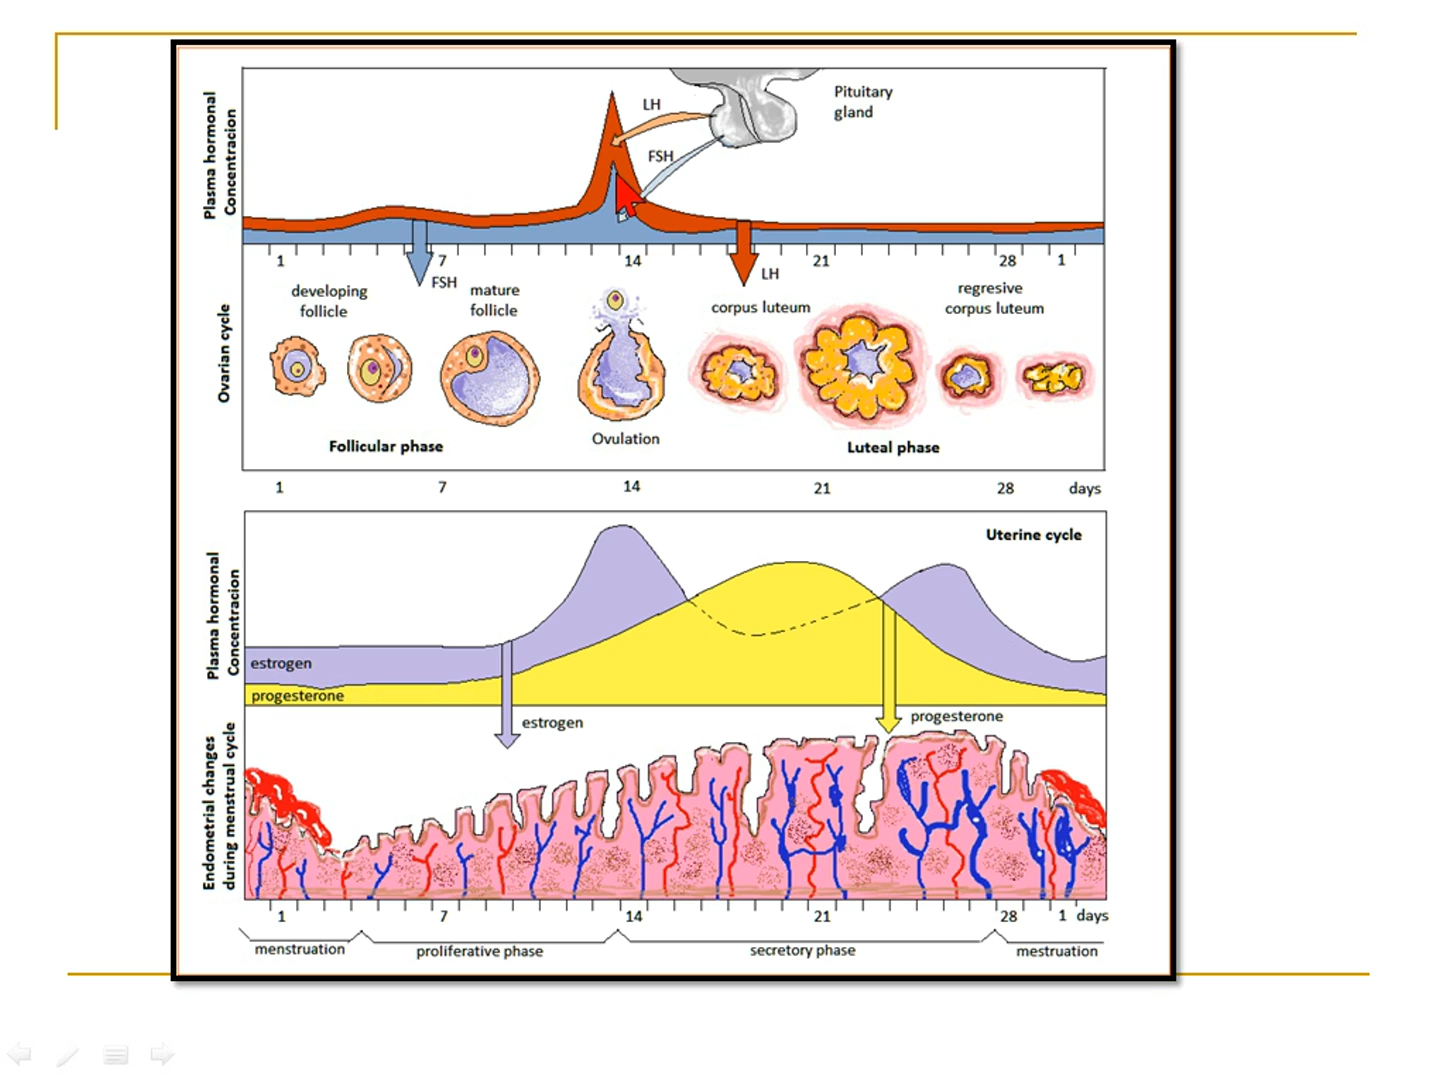 Plasma hormonal
Concentracion
LH
Pituitary
gland
FSH
1
7
14
21
28
1
FSH
LH
Ovarian cycle
developing
follicle
mature
follicle
corpus luteum
regresive
corpus luteum
Ovulation
Follicular phase
Luteal phase
1
7
14
21
28
days
Plasma hormonal
Concentracion
Uterine cycle
estrogen
progesterone
estrogen
progesterone
Endometrial changes
during menstrual cycle
1
7
14
21
28
1 days
menstruation
proliferative phase
secretory phase
mestruation